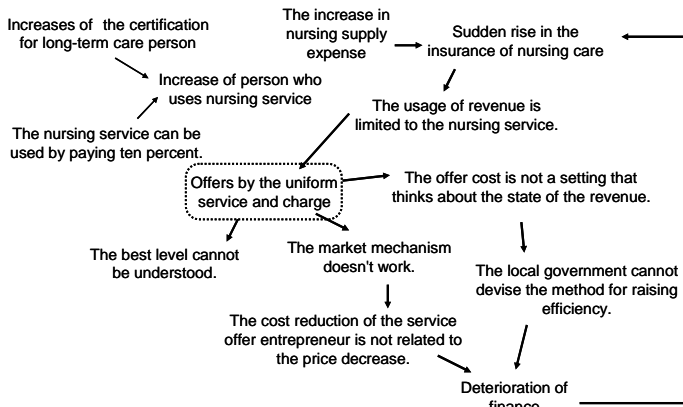 Increases of the certification
for long-term care person
The increase in
nursing supply
expense
Sudden rise in the
insurance of nursing care
Increase of person who
uses nursing service
The usage of revenue is
limited to the nursing service.
The nursing service can be
used by paying ten percent.
Offers by the uniform
service and charge
The offer cost is not a setting that
thinks about the state of the revenue.
The best level cannot
be understood.
The market mechanism
doesn't work.
The local government cannot
devise the method for raising
efficiency.
The cost reduction of the service
offer entrepreneur is not related to
the price decrease.
Deterioration of
finance